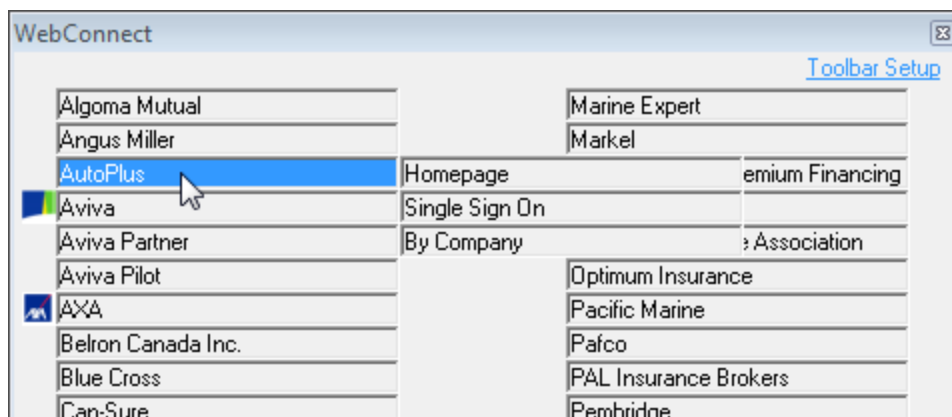 WebConnect
Toolbar Setup
Algoma Mutual
Marine Expert
Angus Miller
Markel
AutoPlus
Homepage
emium Financing
Aviva
Single Sign On
Aviva Partner
By Company
Association
Aviva Pilot
Optimum Insurance
AXA
Pacific Marine
Belron Canada Inc.
Pafco
Blue Cross
PAL Insurance Brokers
Can-Sure
Pembridge